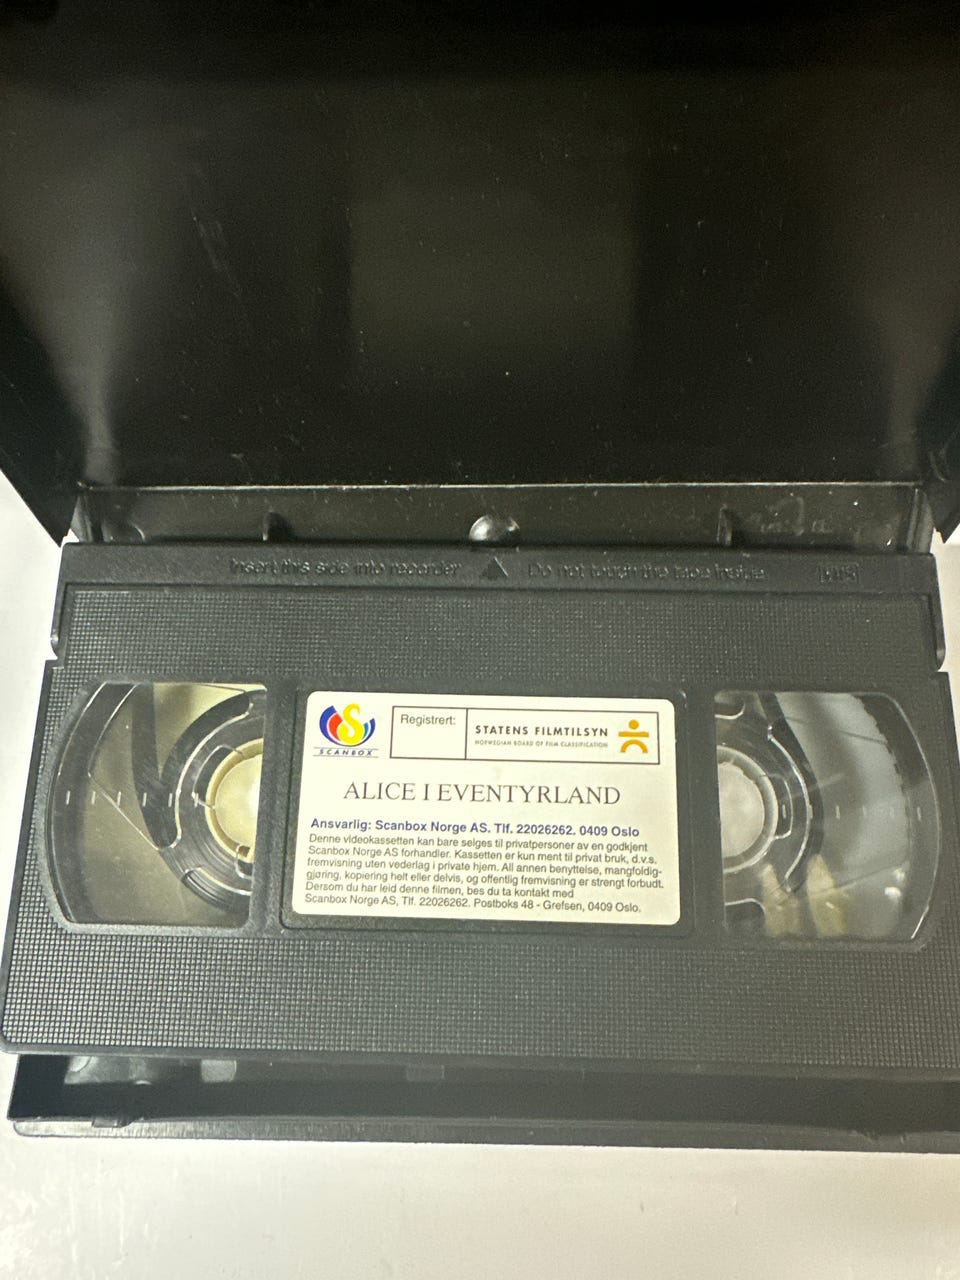 Insert this side into recorder Do not touch the tape inside VHS
S
SCANBOX
Registrert:
STATENS FILMTILSYN
NORWEGIAN BOARD OF FILM CLASSIFICATION
ALICE I EVENTYRLAND
Ansvarlig: Scanbox Norge AS. Tlf. 22026262. 0409 Oslo
Denne videokassetten kan bare selges til privatpersoner av en godkjent
Scanbox Norge AS forhandler. Kassetten er kun ment til privat bruk, d.v.s.
fremvisning uten vederlag i private hjem. All annen benyttelse, mangfoldig-
gjøring, kopiering helt eller delvis, og offentlig fremvisning er strengt forbudt.
Dersom du har leid denne filmen, bes du ta kontakt med
Scanbox Norge AS, Tlf. 22026262. Postboks 48 - Grefsen, 0409 Oslo.